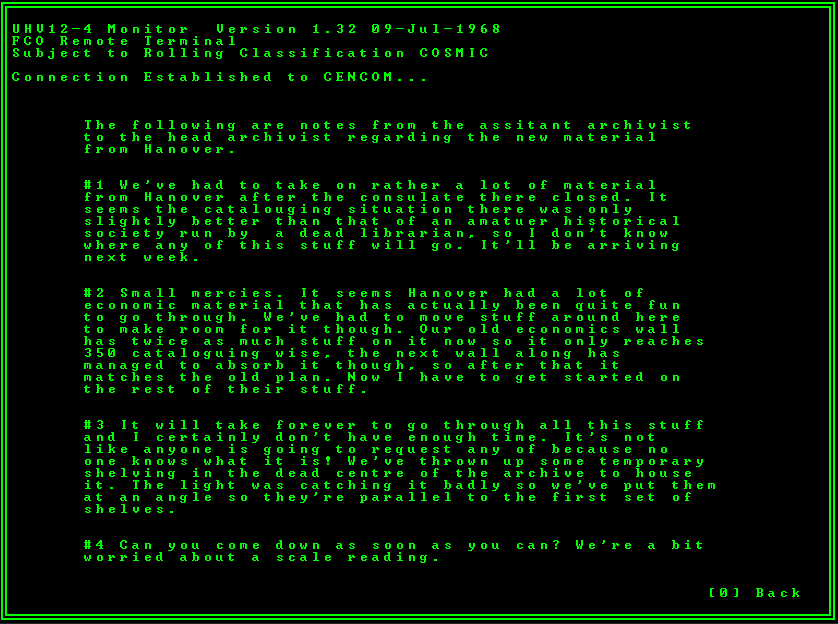 UHV12-4 Monitor  Version 1.32 09-Jul-1968
FCO Remote Terminal
Subject to Rolling Classification COSMIC
Connection Established to CENCOM...
The following are notes from the assitant archivist
to the head archivist regarding the new material
from Hanover.
#1 We've had to take on rather a lot of material
from Hanover after the consulate there closed. It
seems the catalouging situation there was only
slightly better than that of an amatuer historical
society run by  a dead librarian, so I don't know
where any of this stuff will go. It'll be arriving
next week.
#2 Small mercies. It seems Hanover had a lot of
economic material that has actually been quite fun
to go through. We've had to move stuff around here
to make room for it though. Our old economics wall
has twice as much stuff on it now so it only reaches
350 cataloguing wise, the next wall along has
managed to absorb it though, so after that it
matches the old plan. Now I have to get started on
the rest of their stuff.
#3 It will take forever to go through all this stuff
and I certainly don't have enough time. It's not
like anyone is going to request any of because no
one knows what it is! We've thrown up some temporary
shelving in the dead centre of the archive to house
it. The light was catching it badly so we've put them
at an angle so they're parallel to the first set of
shelves.
#4 Can you come down as soon as you can? We're a bit
worried about a scale reading.
[0] Back